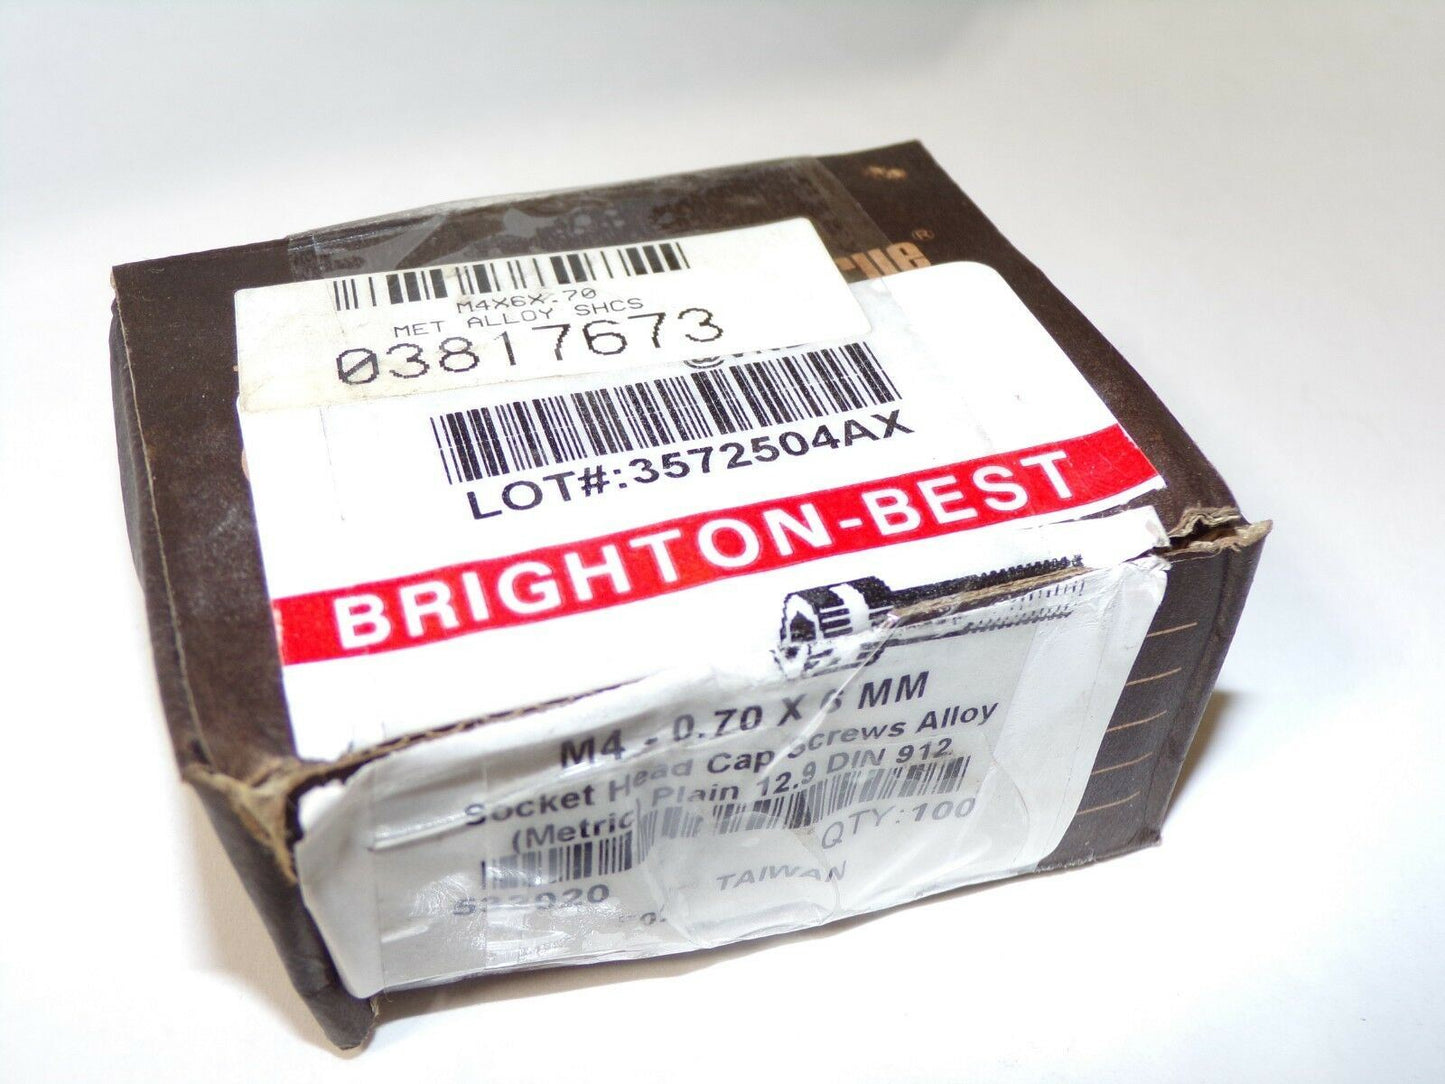 M4X6X.70
MET ALLOY SHCS
03817673
LOT#:3572504AX
BRIGHTON-BEST
M4 - 0.70 X 6 MM
Socket Head Cap Screws Alloy
(Metric) Plain 12.9 DIN 912
QTY:100
TAIWAN